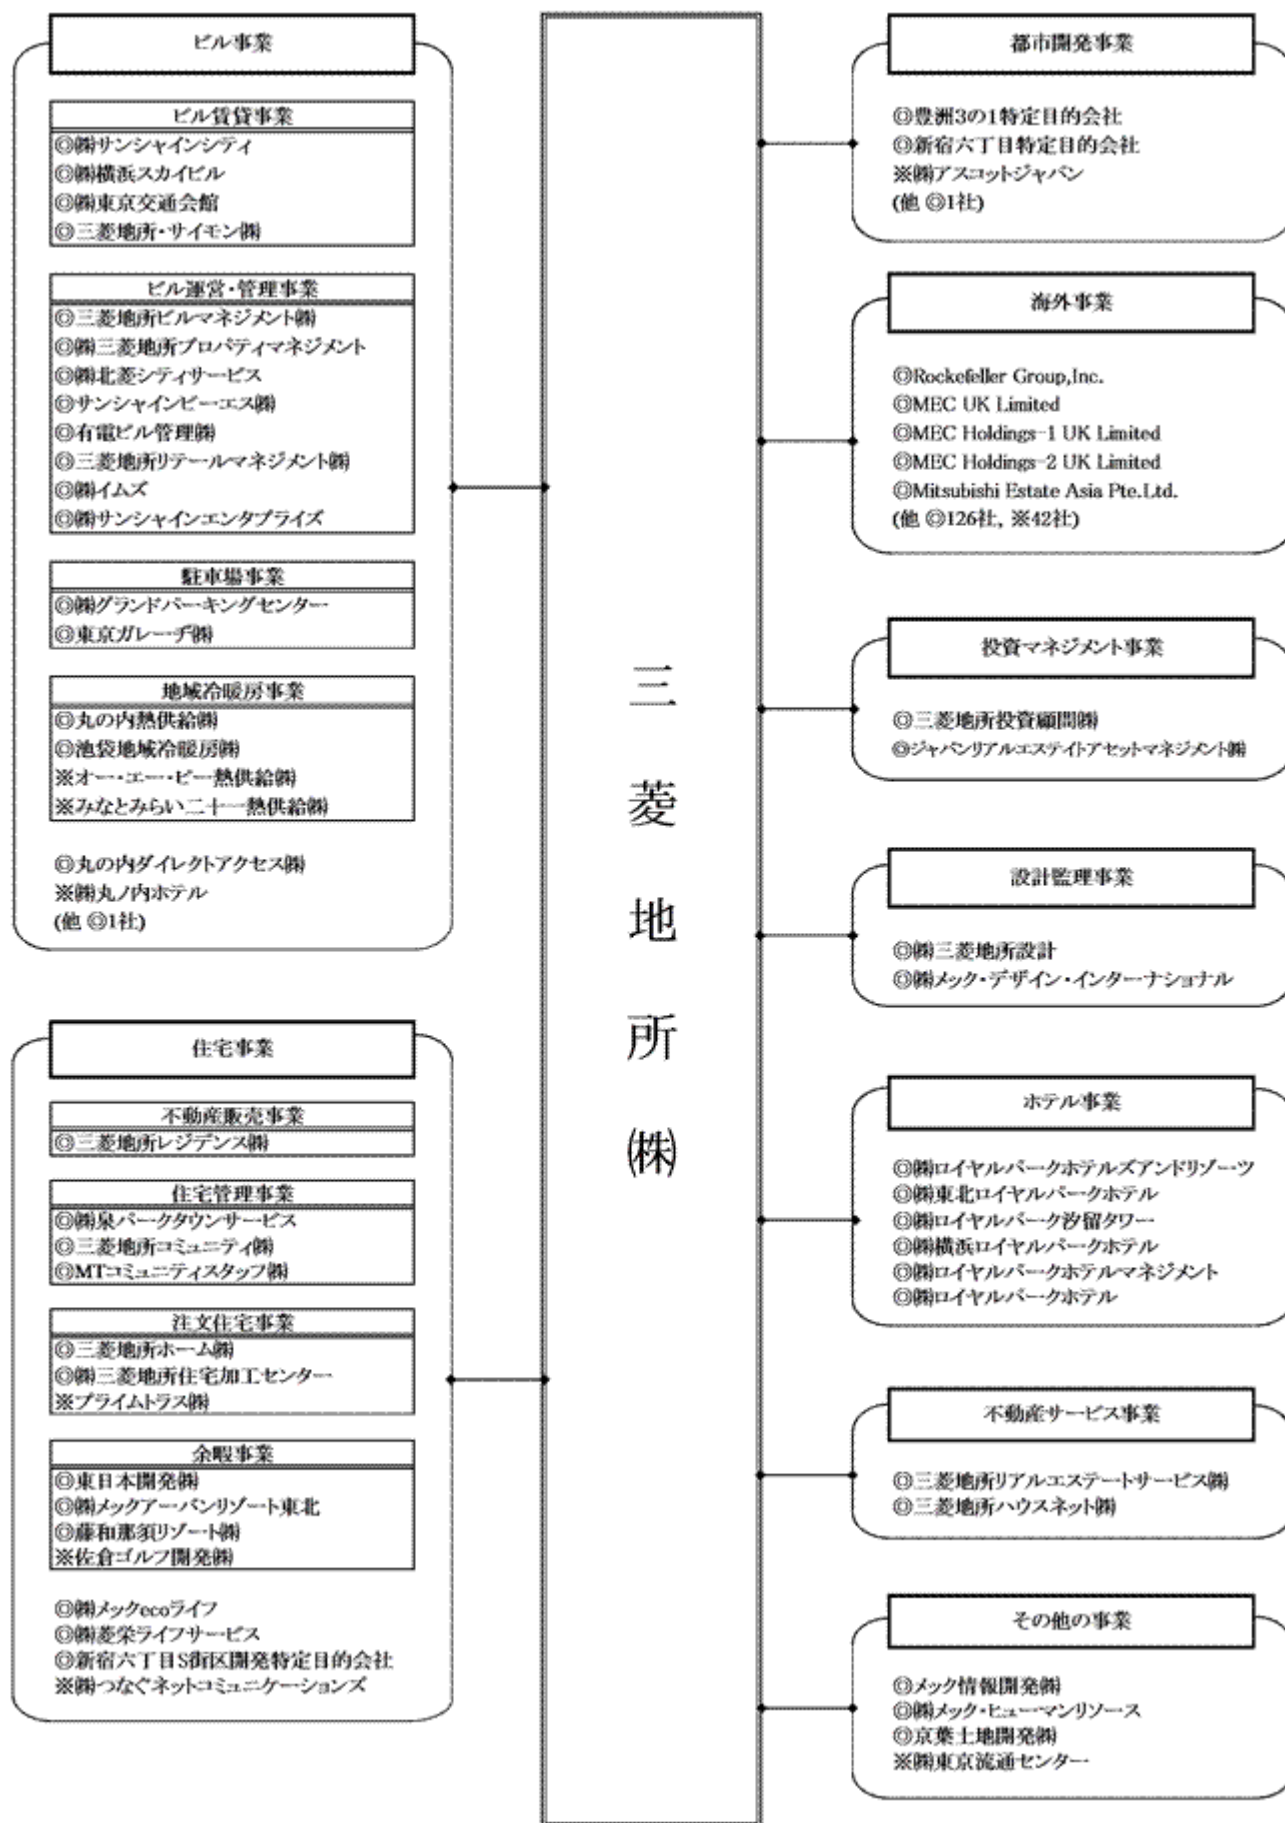 ビル事業
ビル賃貸事業
◎㈱サンシャインシティ
◎㈱横浜スカイビル
◎㈱東京交通会館
◎三菱地所・サイモン㈱
ビル運営・管理事業
◎三菱地所ビルマネジメント㈱
◎㈱三菱地所プロパティマネジメント
◎㈱北菱シティサービス
◎サンシャインビーエス㈱
◎有電ビル管理㈱
◎三菱地所リテールマネジメント㈱
◎㈱イムズ
◎㈱サンシャインエンタプライズ
駐車場事業
◎㈱グランドパーキングセンター
◎東京ガレーヂ㈱
地域冷暖房事業
◎丸の内熱供給㈱
◎池袋地域冷暖房㈱
※オー・エー・ピー熱供給㈱
※みなとみらい二十一熱供給㈱
◎丸の内ダイレクトアクセス㈱
※㈱丸ノ内ホテル
(他 ◎1社)
住宅事業
不動産販売事業
◎三菱地所レジデンス㈱
住宅管理事業
◎㈱泉パークタウンサービス
◎三菱地所コミュニティ㈱
◎MTコミュニティスタッフ㈱
注文住宅事業
◎三菱地所ホーム㈱
◎㈱三菱地所住宅加工センター
※プライムトラス㈱
余暇事業
◎東日本開発㈱
◎㈱メックアーバンリゾート東北
◎藤和那須リゾート㈱
※佐倉ゴルフ開発㈱
◎㈱メックecoライフ
◎㈱菱栄ライフサービス
◎新宿六丁目S街区開発特定目的会社
※㈱つなぐネットコミュニケーションズ
三菱地所㈱
都市開発事業
◎豊洲3の1特定目的会社
◎新宿六丁目特定目的会社
※㈱アスコットジャパン
(他 ◎1社)
海外事業
◎Rockefeller Group,Inc.
◎MEC UK Limited
◎MEC Holdings-1 UK Limited
◎MEC Holdings-2 UK Limited
◎Mitsubishi Estate Asia Pte.Ltd.
(他 ◎126社, ※42社)
投資マネジメント事業
◎三菱地所投資顧問㈱
◎ジャパンリアルエステイトアセットマネジメント㈱
設計監理事業
◎㈱三菱地所設計
◎㈱メック・デザイン・インターナショナル
ホテル事業
◎㈱ロイヤルパークホテルズアンドリゾーツ
◎㈱東北ロイヤルパークホテル
◎㈱ロイヤルパーク汐留タワー
◎㈱横浜ロイヤルパークホテル
◎㈱ロイヤルパークホテルマネジメント
◎㈱ロイヤルパークホテル
不動産サービス事業
◎三菱地所リアルエステートサービス㈱
◎三菱地所ハウスネット㈱
その他の事業
◎メック情報開発㈱
◎㈱メック・ヒューマンリソース
◎京葉土地開発㈱
※㈱東京流通センター